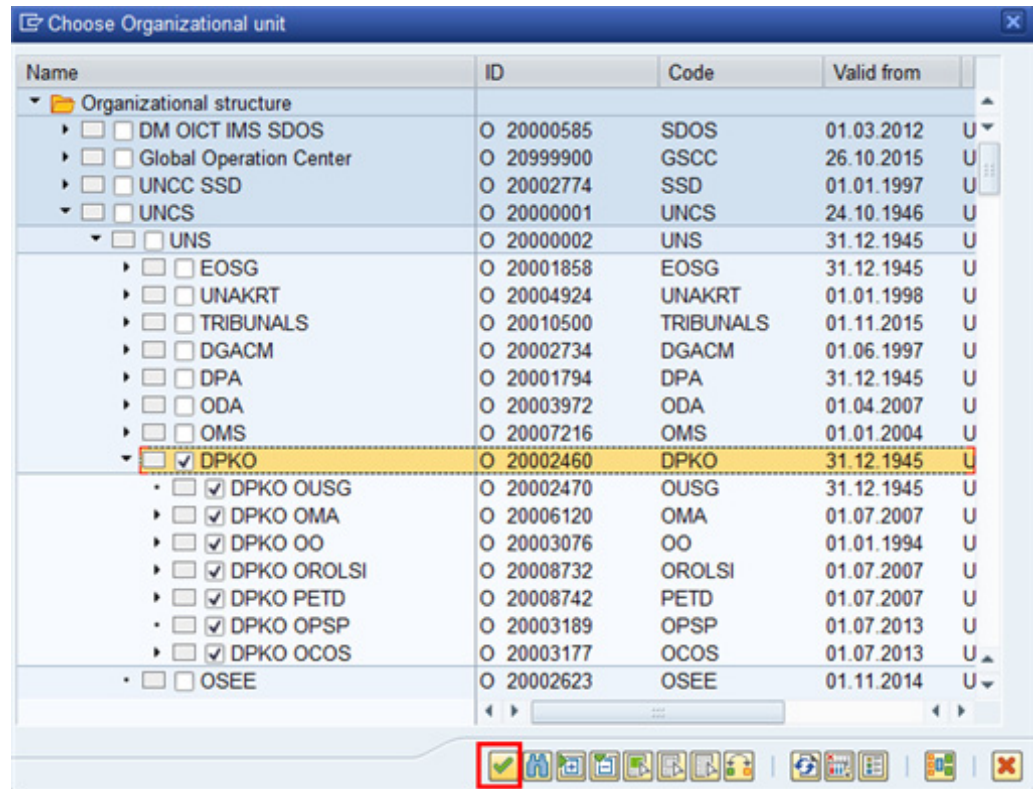 Choose Organizational unit
Name ID Code Valid from
Organizational structure
DM OICT IMS SDOS O 20000585 SDOS 01.03.2012 U
Global Operation Center O 20999900 GSCC 26.10.2015 U
UNCC SSD O 20002774 SSD 01.01.1997 U
UNCS O 20000001 UNCS 24.10.1946 U
UNS O 20000002 UNS 31.12.1945 U
EOSG O 20001858 EOSG 31.12.1945 U
UNAKRT O 20004924 UNAKRT 01.01.1998 U
TRIBUNALS O 20010500 TRIBUNALS 01.11.2015 U
DGACM O 20002734 DGACM 01.06.1997 U
DPA O 20001794 DPA 31.12.1945 U
ODA O 20003972 ODA 01.04.2007 U
OMS O 20007216 OMS 01.01.2004 U
DPKO O 20002460 DPKO 31.12.1945 U
DPKO OUSG O 20002470 OUSG 31.12.1945 U
DPKO OMA O 20006120 OMA 01.07.2007 U
DPKO OO O 20003076 OO 01.01.1994 U
DPKO OROLSI O 20008732 OROLSI 01.07.2007 U
DPKO PETD O 20008742 PETD 01.07.2007 U
DPKO OPSP O 20003189 OPSP 01.07.2013 U
DPKO OCOS O 20003177 OCOS 01.07.2013 U
OSEE O 20002623 OSEE 01.11.2014 U